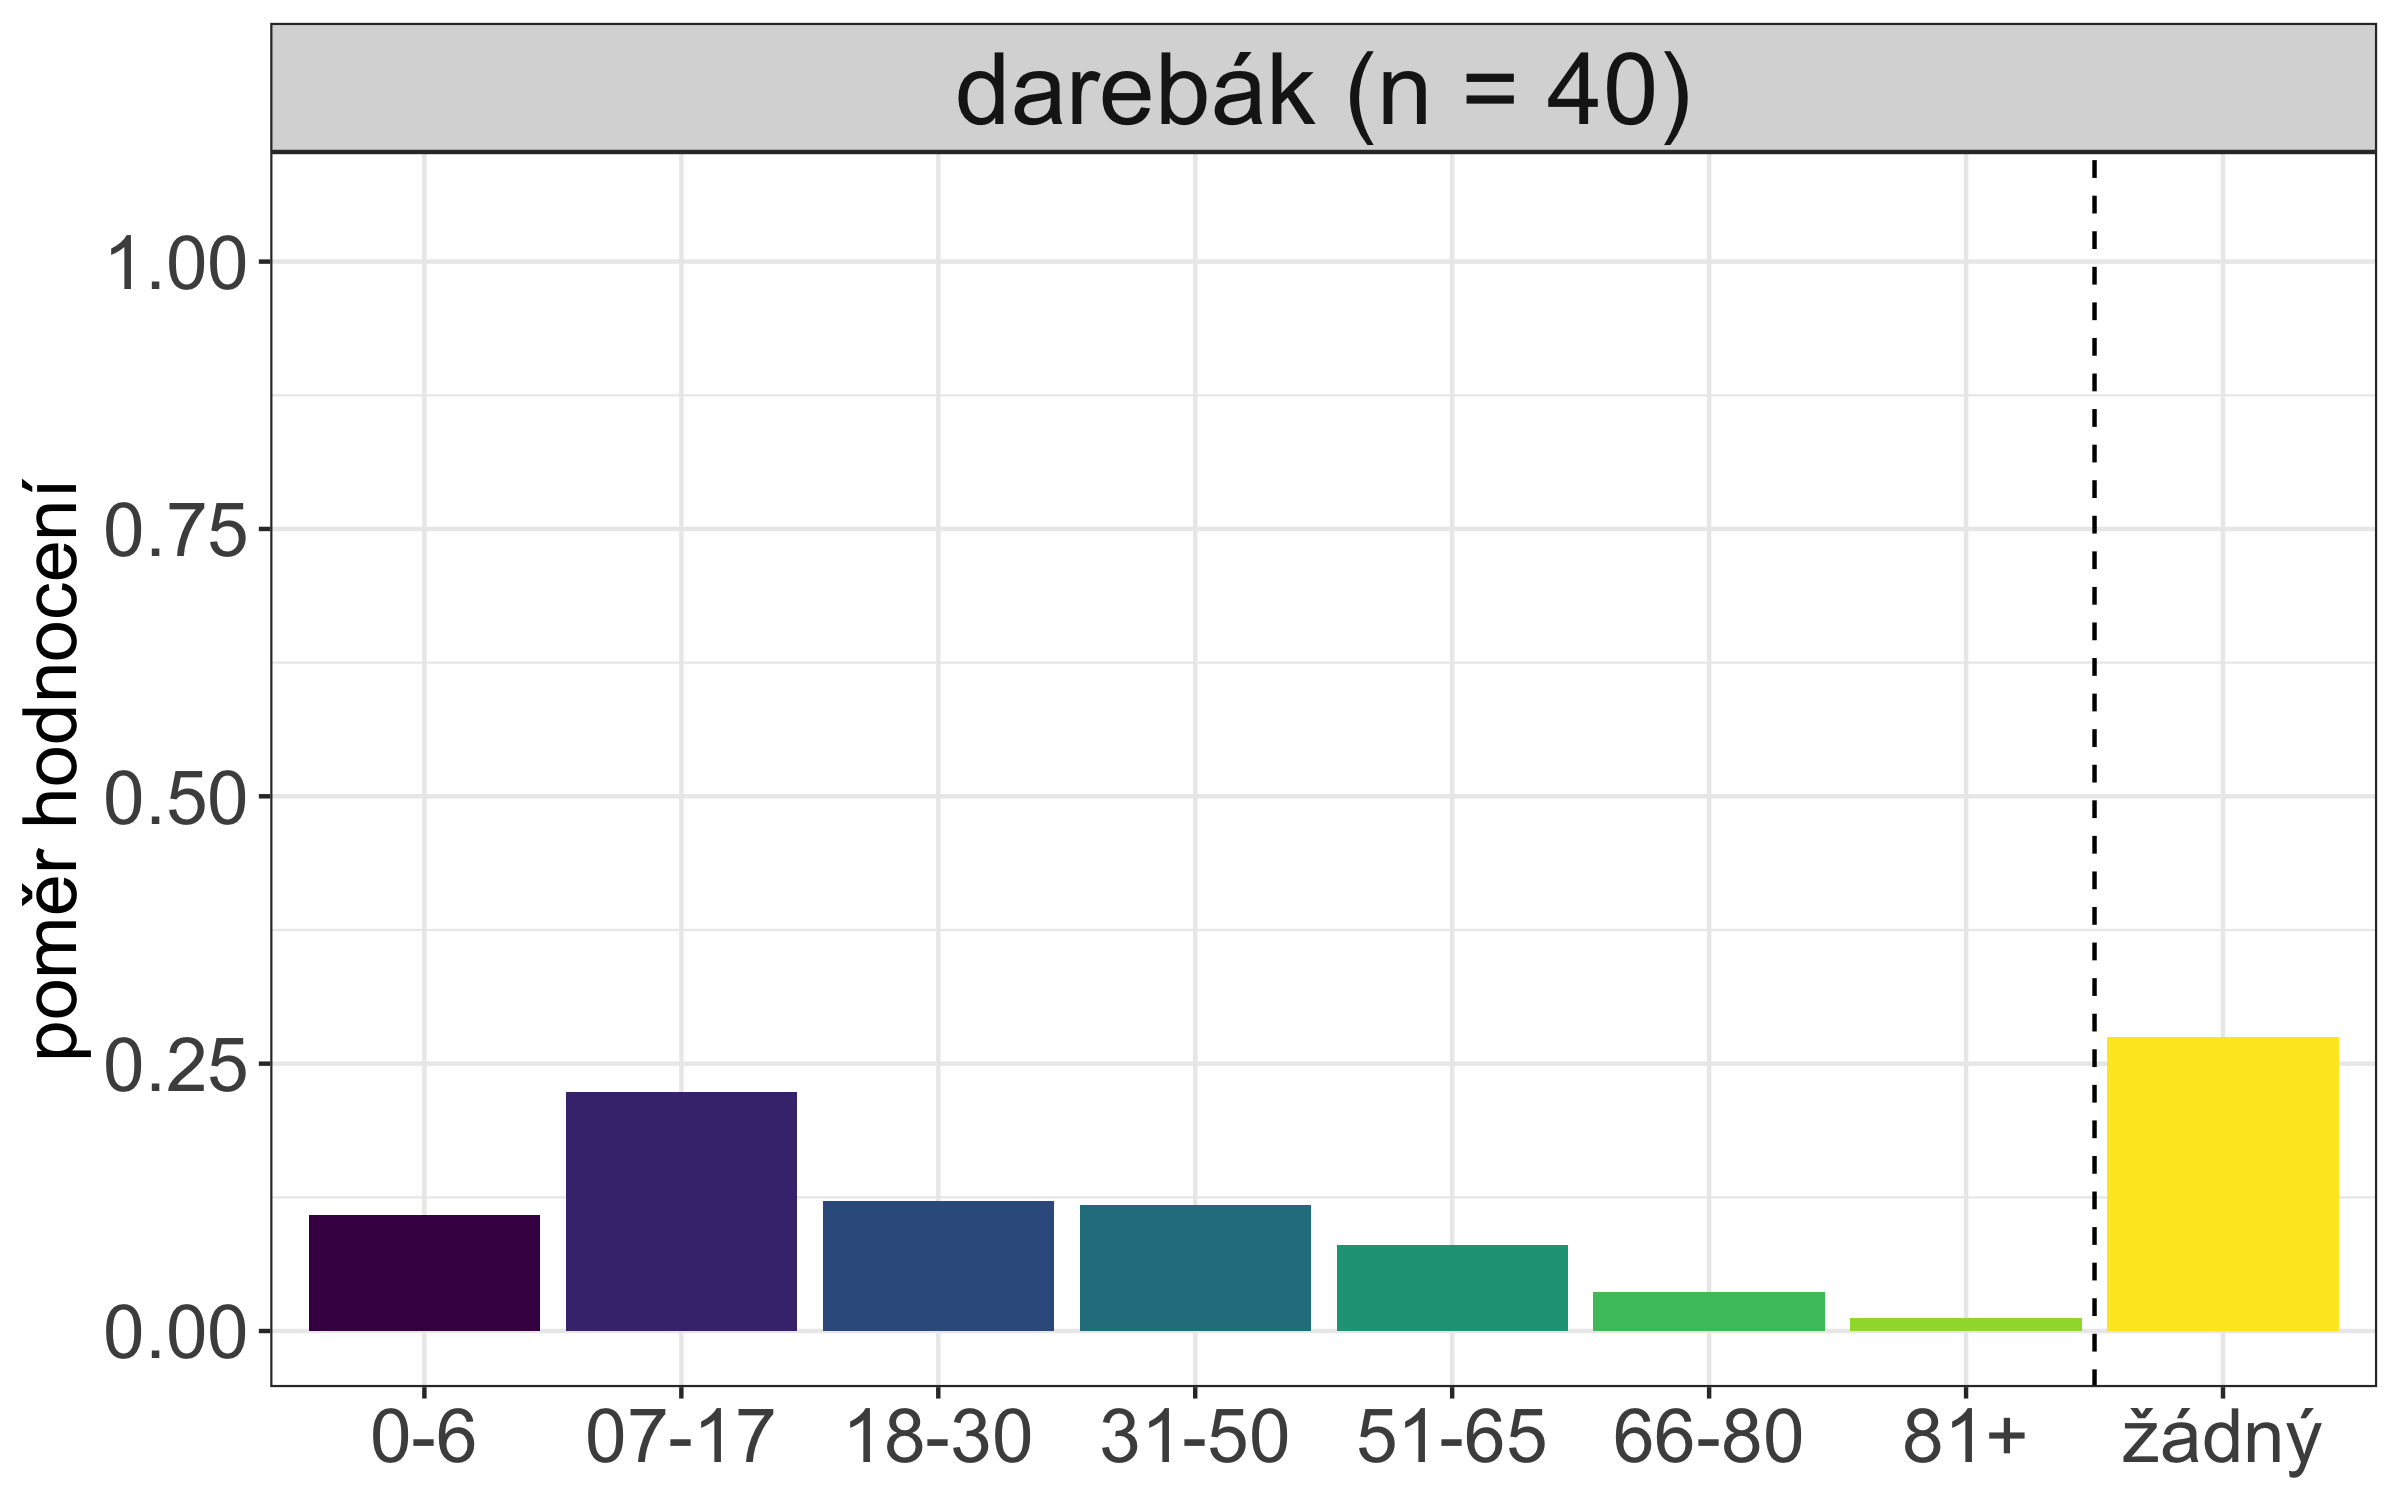 darebák (n = 40)
poměr hodnocení
1.00
0.75
0.50
0.25
0.00
0-6 07-17 18-30 31-50 51-65 66-80 81+ žádný